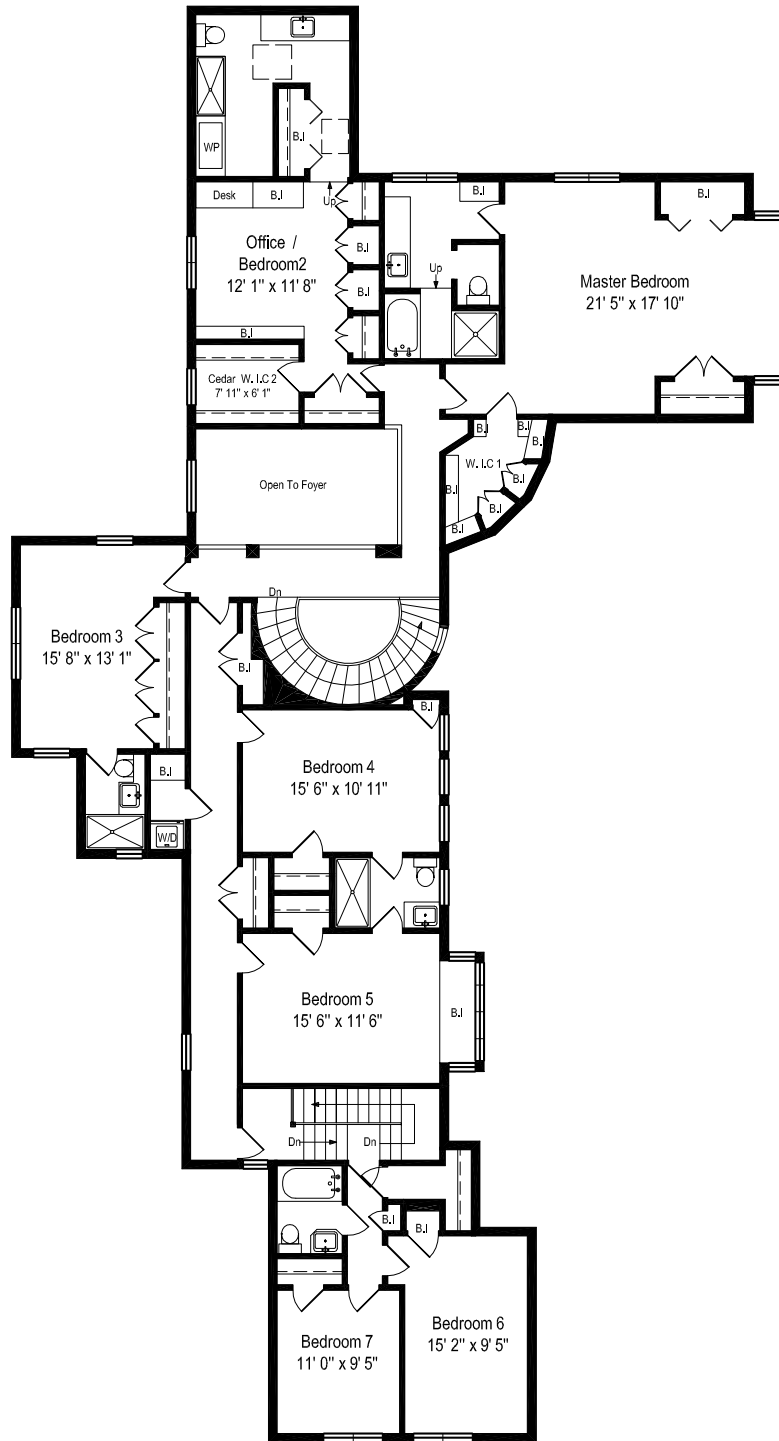 B.I
WP
Desk
B.I
Up
B.I
B.I
Office /
Bedroom2
12' 1" x 11' 8"
B.I
B.I
Up
Master Bedroom
21' 5" x 17' 10"
B.I
B.I
Cedar W. I.C 2
7' 11" x 6' 1"
B.I
B.I
B.I
W. I.C 1
B.I
B.I
B.I
B.I
Open To Foyer
Dn
Bedroom 3
15' 8" x 13' 1"
B.I
B.I
Bedroom 4
15' 6" x 10' 11"
B.I
W/D
Bedroom 5
15' 6" x 11' 6"
B.I
Dn
Dn
B.I
B.I
Bedroom 6
15' 2" x 9' 5"
Bedroom 7
11' 0" x 9' 5"